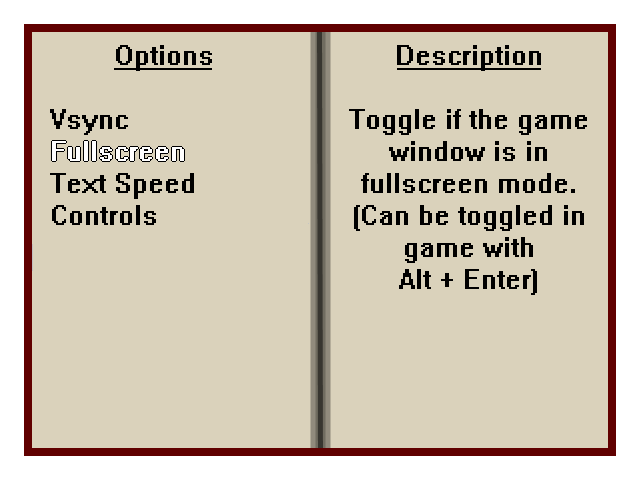 Options
Vsync
Fullscreen
Text Speed
Controls
Description
Toggle if the game
window is in
fullscreen mode.
(Can be toggled in
game with
Alt + Enter)